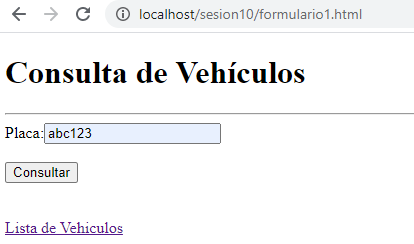 localhost/sesion10/formulario1.html
Consulta de Vehículos
Placa:abc123
Consultar
Lista de Vehiculos